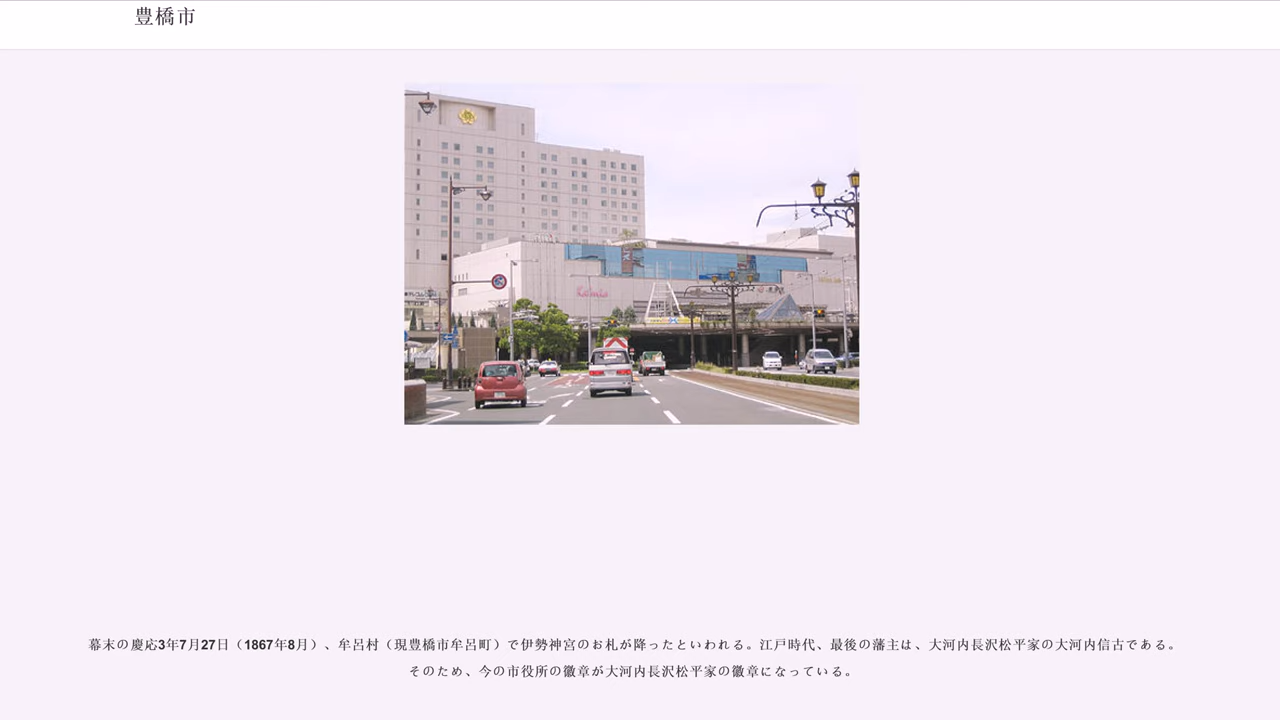 豊橋市
Kalmia
幕末の慶応3年7月27日（1867年8月）、牟呂村（現豊橋市牟呂町）で伊勢神宮のお札が降ったといわれる。江戸時代、最後の藩主は、大河内長沢松平家の大河内信古である。
そのため、今の市役所の徽章が大河内長沢松平家の徽章になっている。